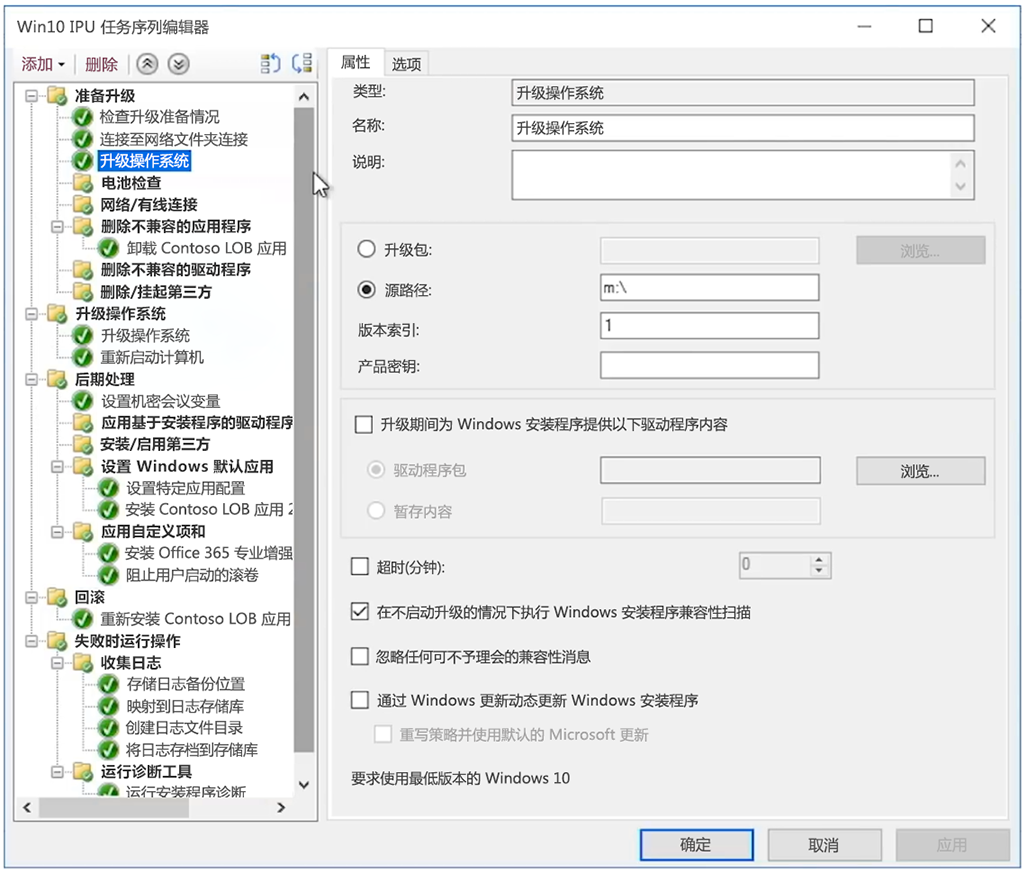 Win10 IPU 任务序列编辑器
添加
删除
准备升级
检查升级准备情况
连接至网络文件夹连接
升级操作系统
电池检查
网络/有线连接
删除不兼容的应用程序
卸载 Contoso LOB 应用
删除不兼容的驱动程序
删除/挂起第三方
升级操作系统
升级操作系统
重新启动计算机
后期处理
设置机密会议变量
应用基于安装程序的驱动程序
安装/启用第三方
设置 Windows 默认应用
设置特定应用配置
安装 Contoso LOB 应用 2
应用自定义项和
安装 Office 365 专业增强
阻止用户启动的滚卷
回滚
重新安装 Contoso LOB 应用
失败时运行操作
收集日志
存储日志备份位置
映射到日志存储库
创建日志文件目录
将日志存档到存储库
运行诊断工具
运行安装程序诊断
属性
选项
类型:
升级操作系统
名称:
升级操作系统
说明:
升级包:
浏览...
源路径:
m:\
版本索引:
1
产品密钥:
升级期间为 Windows 安装程序提供以下驱动程序内容
驱动程序包
浏览...
暂存内容
超时(分钟):
0
在不启动升级的情况下执行 Windows 安装程序兼容性扫描
忽略任何可不予理会的兼容性消息
通过 Windows 更新动态更新 Windows 安装程序
重写策略并使用默认的 Microsoft 更新
要求使用最低版本的 Windows 10
确定
取消
应用